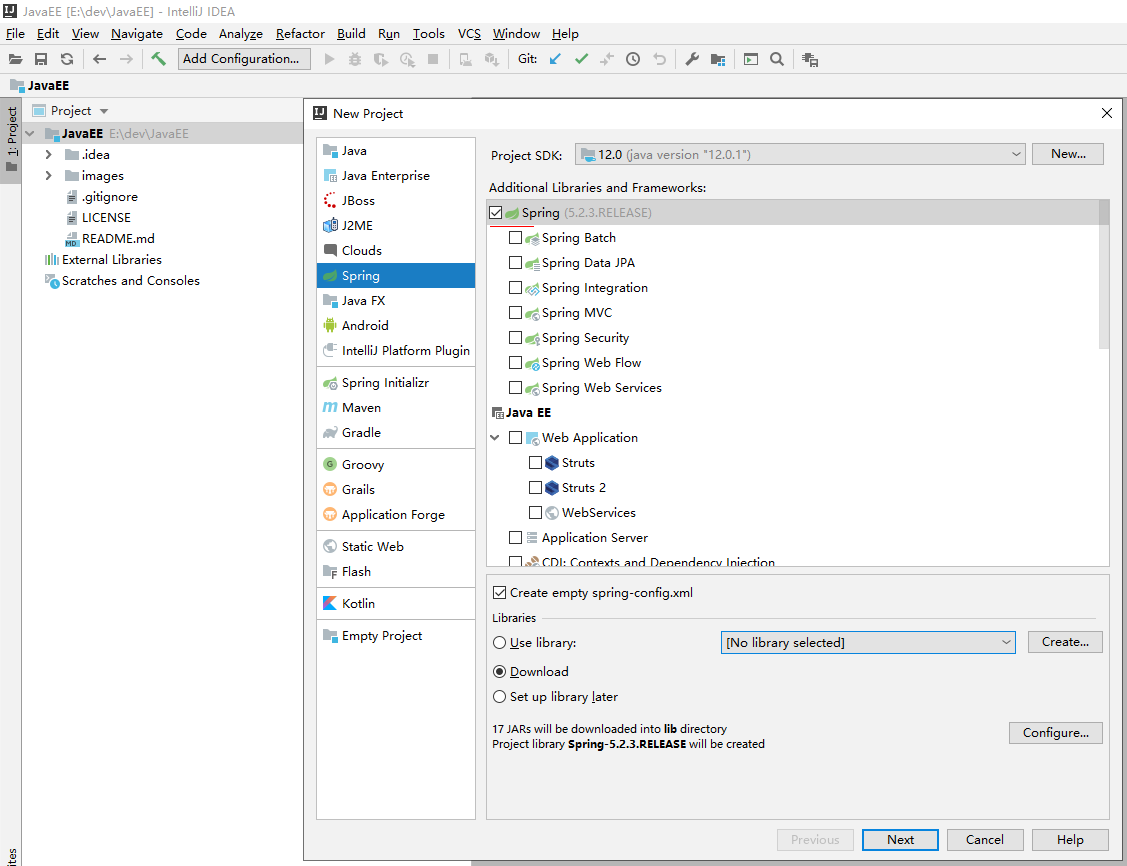 JavaEE [E:\dev\JavaEE] - IntelliJ IDEA
File Edit View Navigate Code Analyze Refactor Build Run Tools VCS Window Help
Add Configuration... Git:
JavaEE
1: Project
Project
JavaEE E:\dev\JavaEE
.idea
images
.gitignore
LICENSE
MD README.md
External Libraries
Scratches and Consoles
New Project
Java
Java Enterprise
JBoss
J2ME
Clouds
Spring
Java FX
Android
IntelliJ Platform Plugin
Spring Initializr
Maven
Gradle
Groovy
Grails
Application Forge
Static Web
Flash
Kotlin
Empty Project
Project SDK: 12.0 (java version "12.0.1") New...
Additional Libraries and Frameworks:
Spring (5.2.3.RELEASE)
Spring Batch
Spring Data JPA
Spring Integration
Spring MVC
Spring Security
Spring Web Flow
Spring Web Services
Java EE
Web Application
Struts
Struts 2
WebServices
Application Server
CDI: Contexts and Dependency Injection
Create empty spring-config.xml
Libraries
Use library: [No library selected] Create...
Download
Set up library later
17 JARs will be downloaded into lib directory
Project library Spring-5.2.3.RELEASE will be created
Configure...
Previous Next Cancel Help